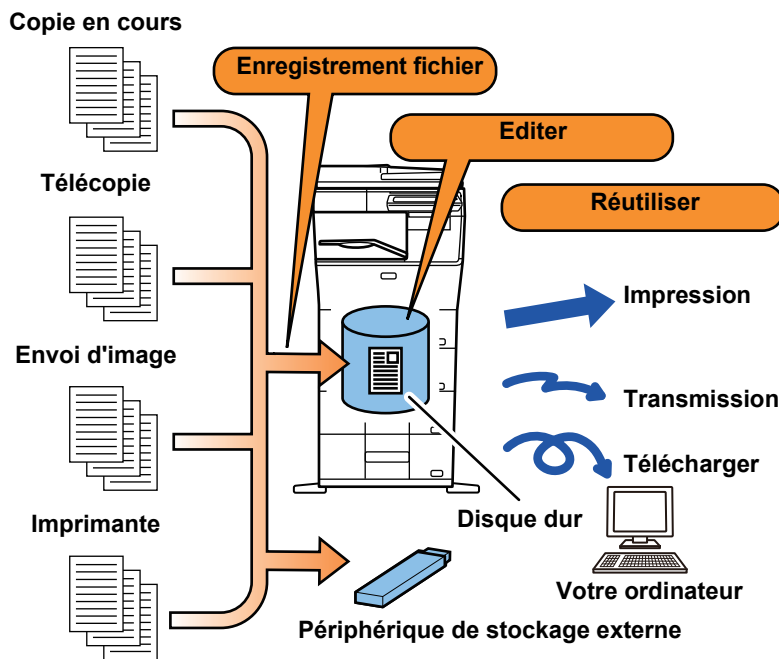 Copie en cours
Enregistrement fichier
Editer
Télécopie
Réutiliser
Impression
Envoi d'image
Transmission
Télécharger
Disque dur
Imprimante
Votre ordinateur
Périphérique de stockage externe